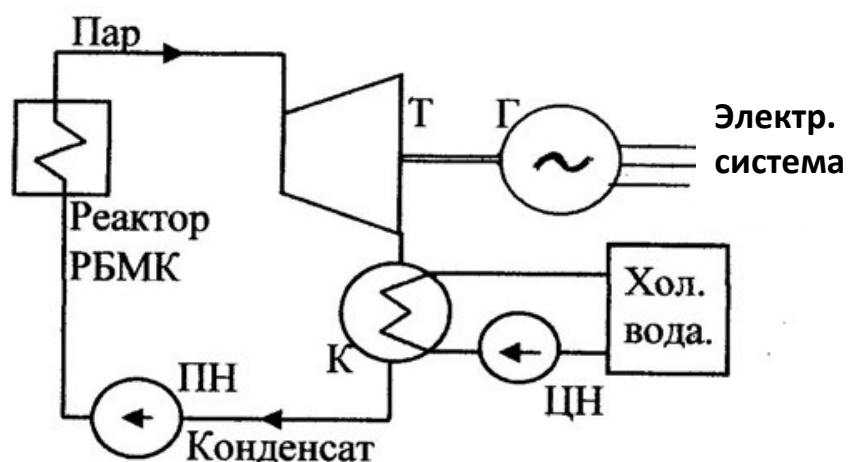 Пар
Т
Г
Электр.
система
Реактор
РБМК
Хол.
вода.
К
ПН
ЦН
Конденсат